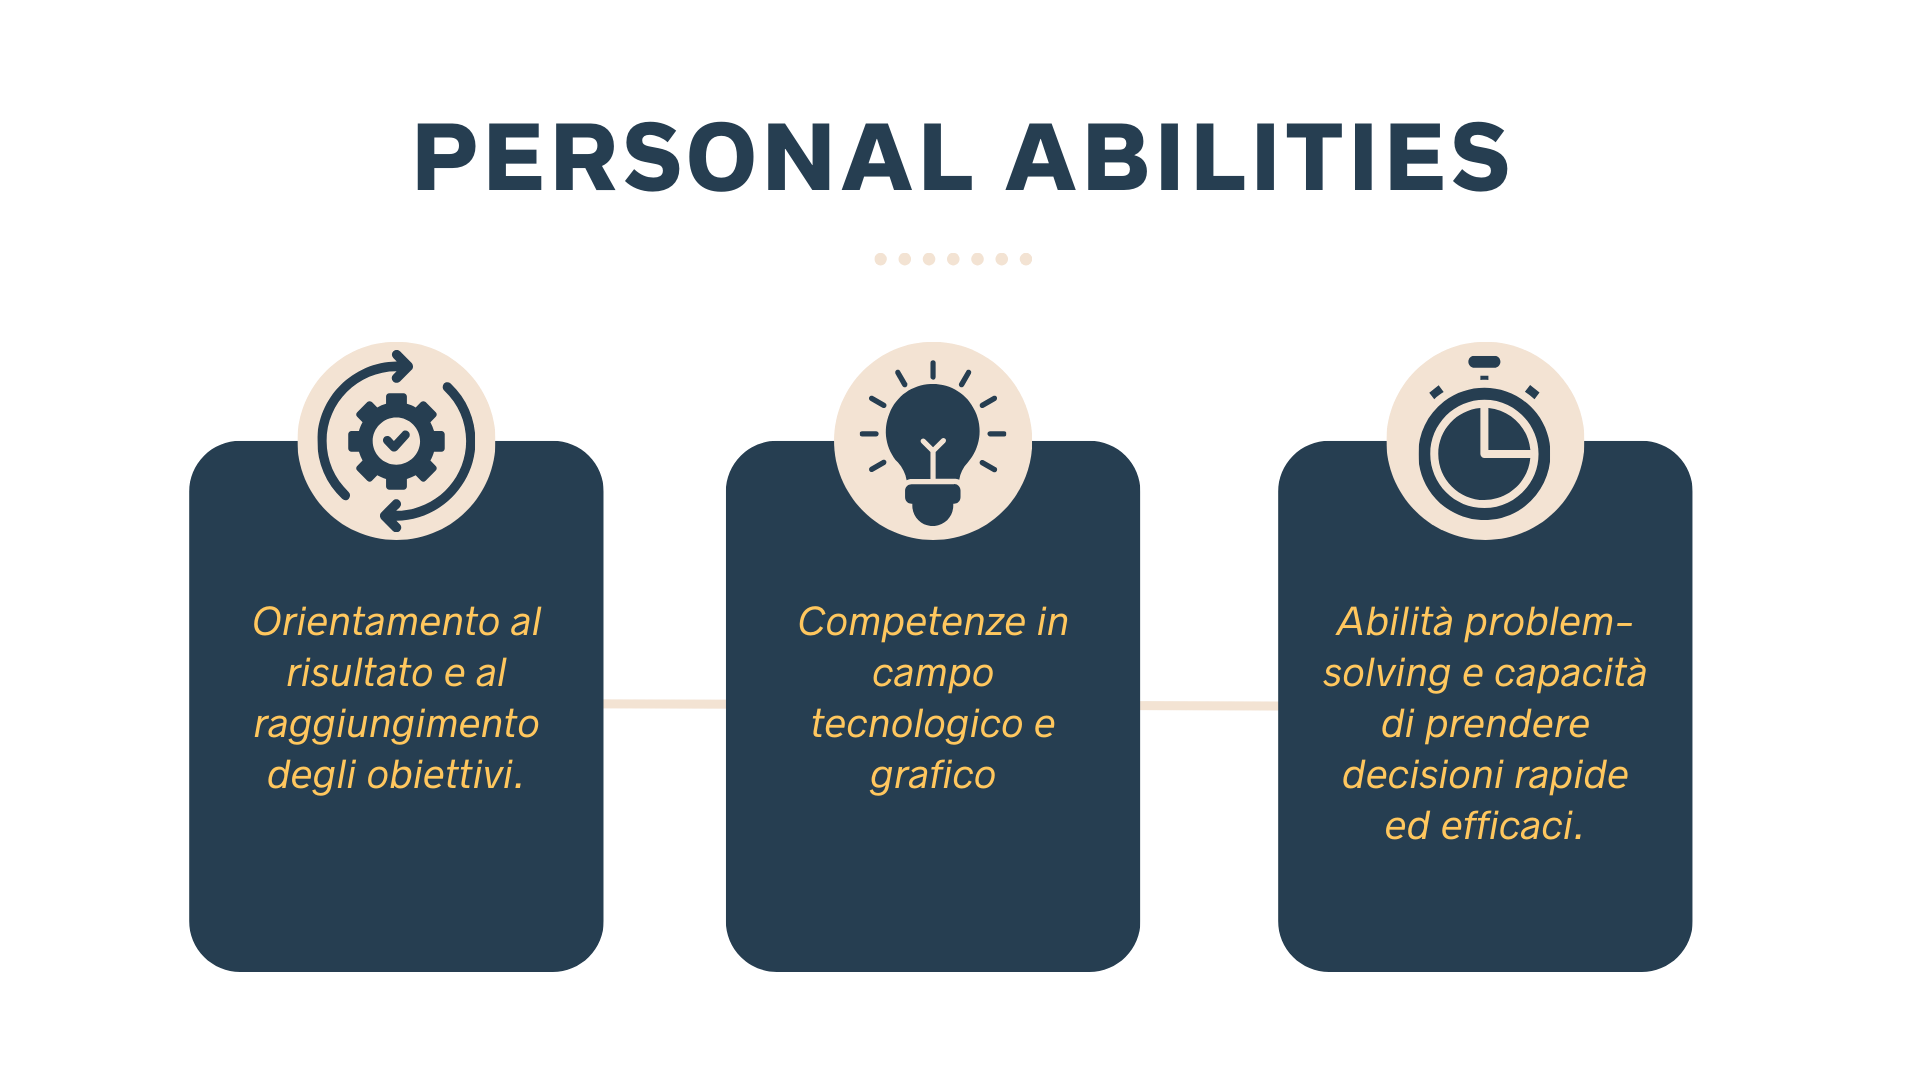 PERSONAL ABILITIES
Orientamento al
risultato e al
raggiungimento
degli obiettivi.
Competenze in
campo
tecnologico e
grafico
Abilità problem-
solving e capacità
di prendere
decisioni rapide
ed efficaci.